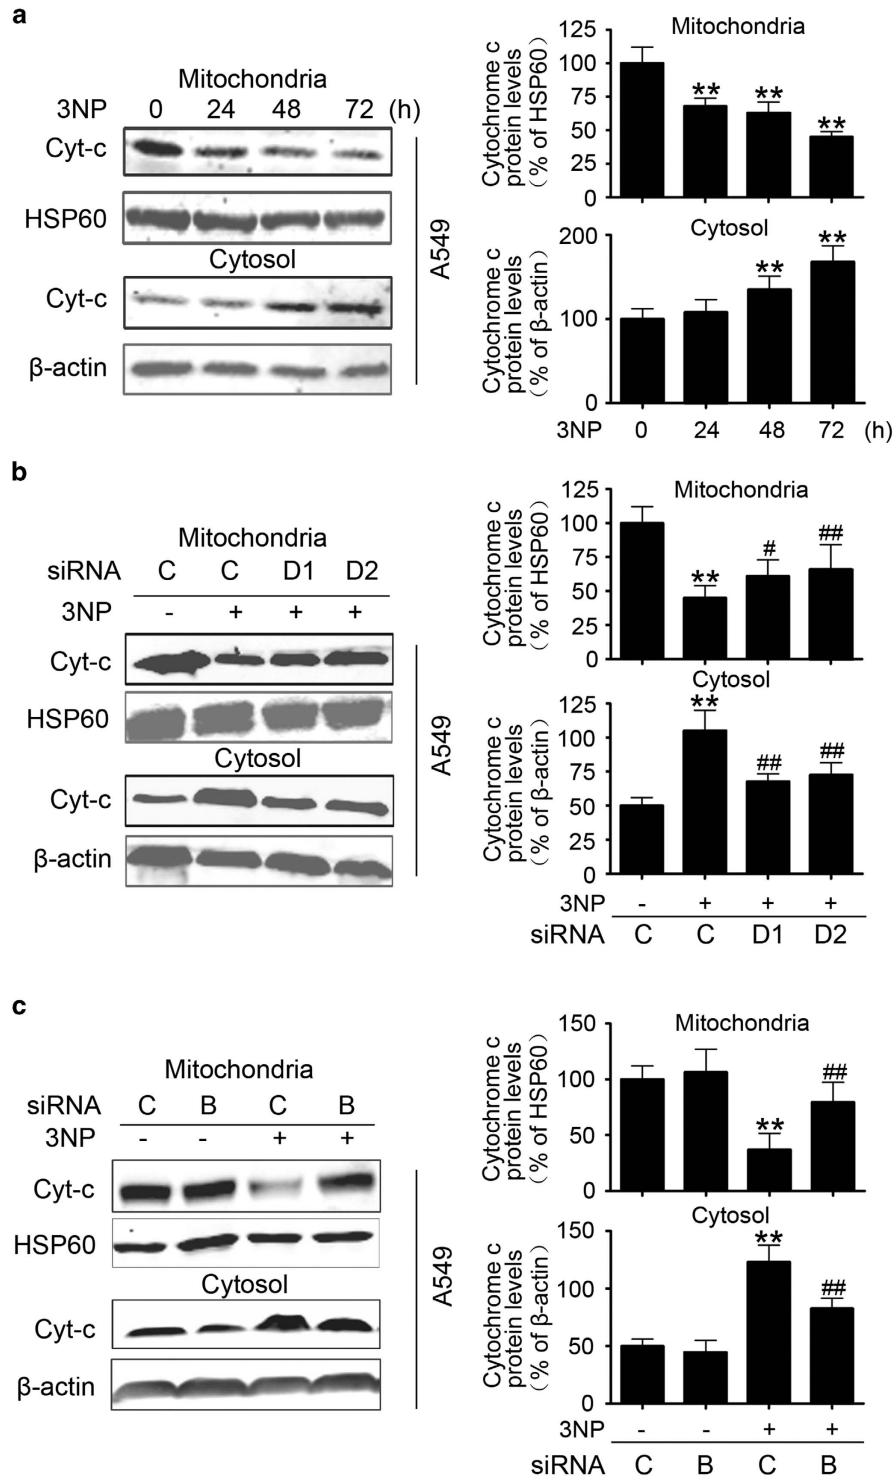 a
Mitochondria
3NP 0 24 48 72 (h)
Cyt-c
HSP60
Cytosol
Cyt-c
β-actin
A549
Mitochondria
Cytochrome c
protein levels
(% of HSP60)
125
100
75
50
25
0
** ** **
Cytosol
Cytochrome c
protein levels
(% of β-actin)
200
100
0
** **
3NP 0 24 48 72 (h)
b
Mitochondria
siRNA C C D1 D2
3NP - + + +
Cyt-c
HSP60
Cytosol
Cyt-c
β-actin
A549
Mitochondria
Cytochrome c
protein levels
(% of HSP60)
125
100
75
50
25
0
** # ##
Cytosol
Cytochrome c
protein levels
(% of β-actin)
125
100
75
50
25
0
** ## ##
3NP - + + +
siRNA C C D1 D2
c
Mitochondria
siRNA C B C B
3NP - - + +
Cyt-c
HSP60
Cytosol
Cyt-c
β-actin
A549
Mitochondria
Cytochrome c
protein levels
(% of HSP60)
150
100
50
0
** ##
Cytosol
Cytochrome c
protein levels
(% of β-actin)
150
100
50
0
** ##
3NP - - + +
siRNA C B C B